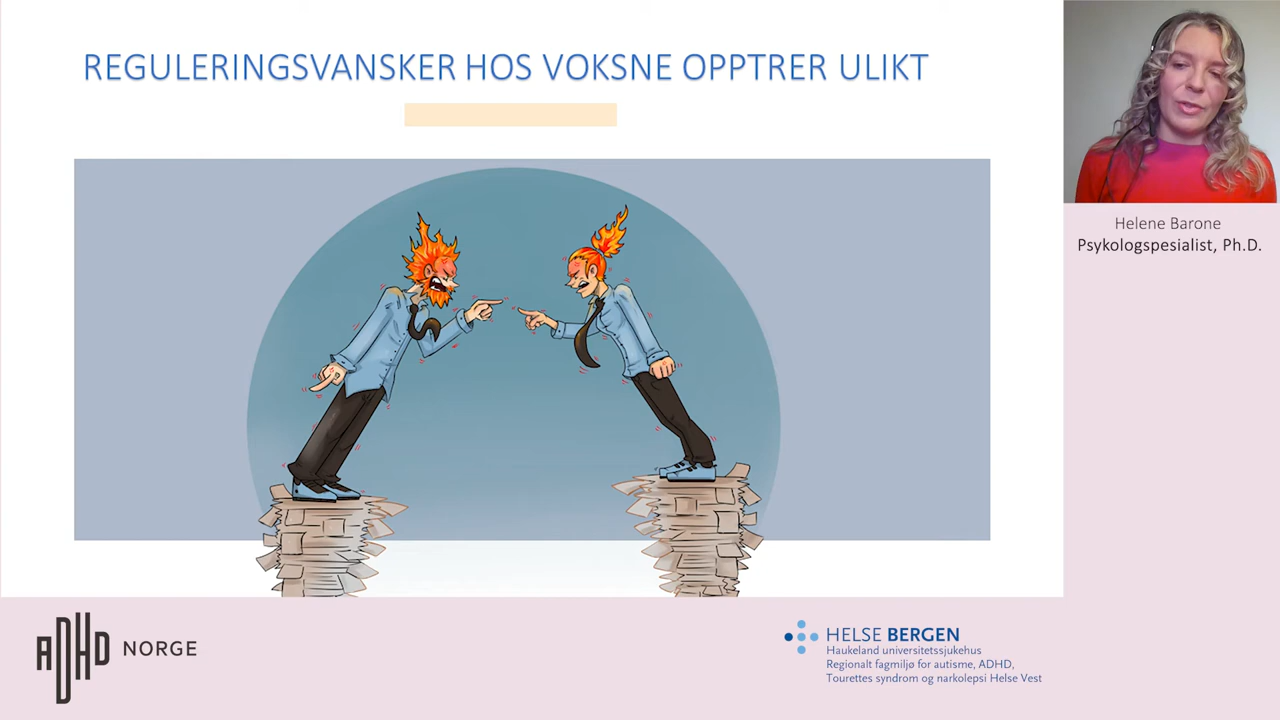 REGULERINGSVANSKER HOS VOKSNE OPPTRER ULIKT
Helene Barone
Psykologspesialist, Ph.D.
ADHD NORGE
HELSE BERGEN
Haukeland universitetssjukehus
Regionalt fagmiljø for autisme, ADHD,
Tourettes syndrom og narkolepsi Helse Vest